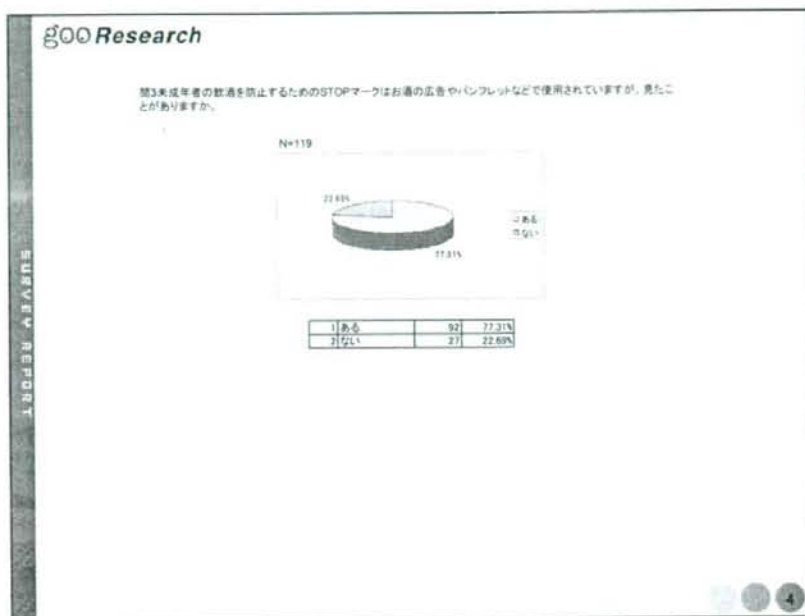 goo Research
問3未成年者の飲酒を防止するためのSTOPマークはお酒の広告やパンフレットなどで使用されていますが、見たこ
とがありますか。
N=119
22.69%
ある
ない
77.31%
1 ある 92 77.31%
2 ない 27 22.69%
SURVEY REPORT
4